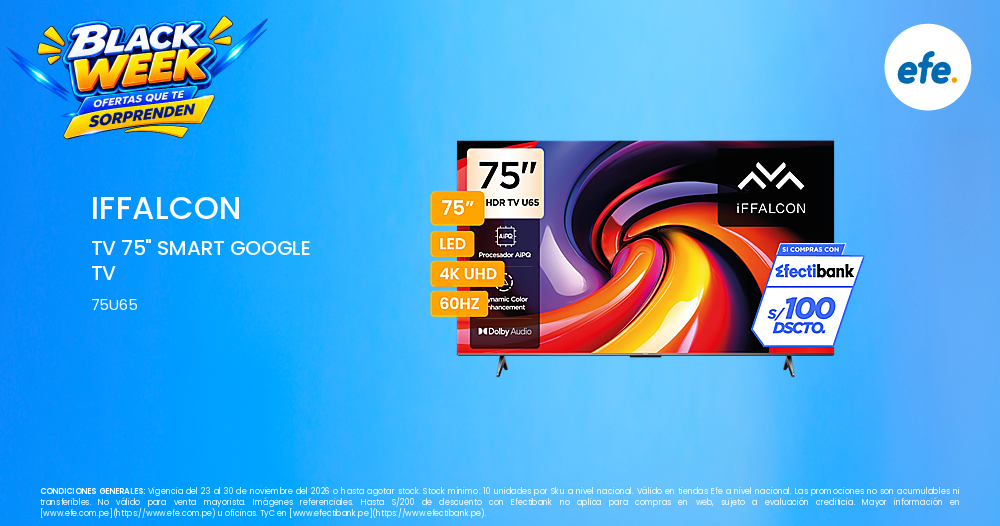 BLACK
WEEK
OFERTAS QUE TE
SORPRENDEN
efe.
IFFALCON
TV 75" SMART GOOGLE
TV
75U65
75"
HDR TV U65
iFFALCON
75"
AiPQ
Procesador AiPQ
LED
4K UHD
60HZ
ynamic Color
nhancement
Dolby Audio
SI COMPRAS CON
Efectibank
S/100
DSCTO.
CONDICIONES GENERALES: Vigencia del 23 al 30 de noviembre del 2026 o hasta agotar stock. Stock mínimo: 10 unidades por Sku a nivel nacional. Válido en tiendas Efe a nivel nacional. Las promociones no son acumulables ni
transferibles. No válido para venta mayorista. Imágenes referenciales. Hasta S/200 de descuento con Efectibank no aplica para compras en web, sujeto a evaluación crediticia. Mayor información en
[www.efe.com.pe](https://www.efe.com.pe) u oficinas. TyC en [www.efectibank.pe](https://www.efectibank.pe).